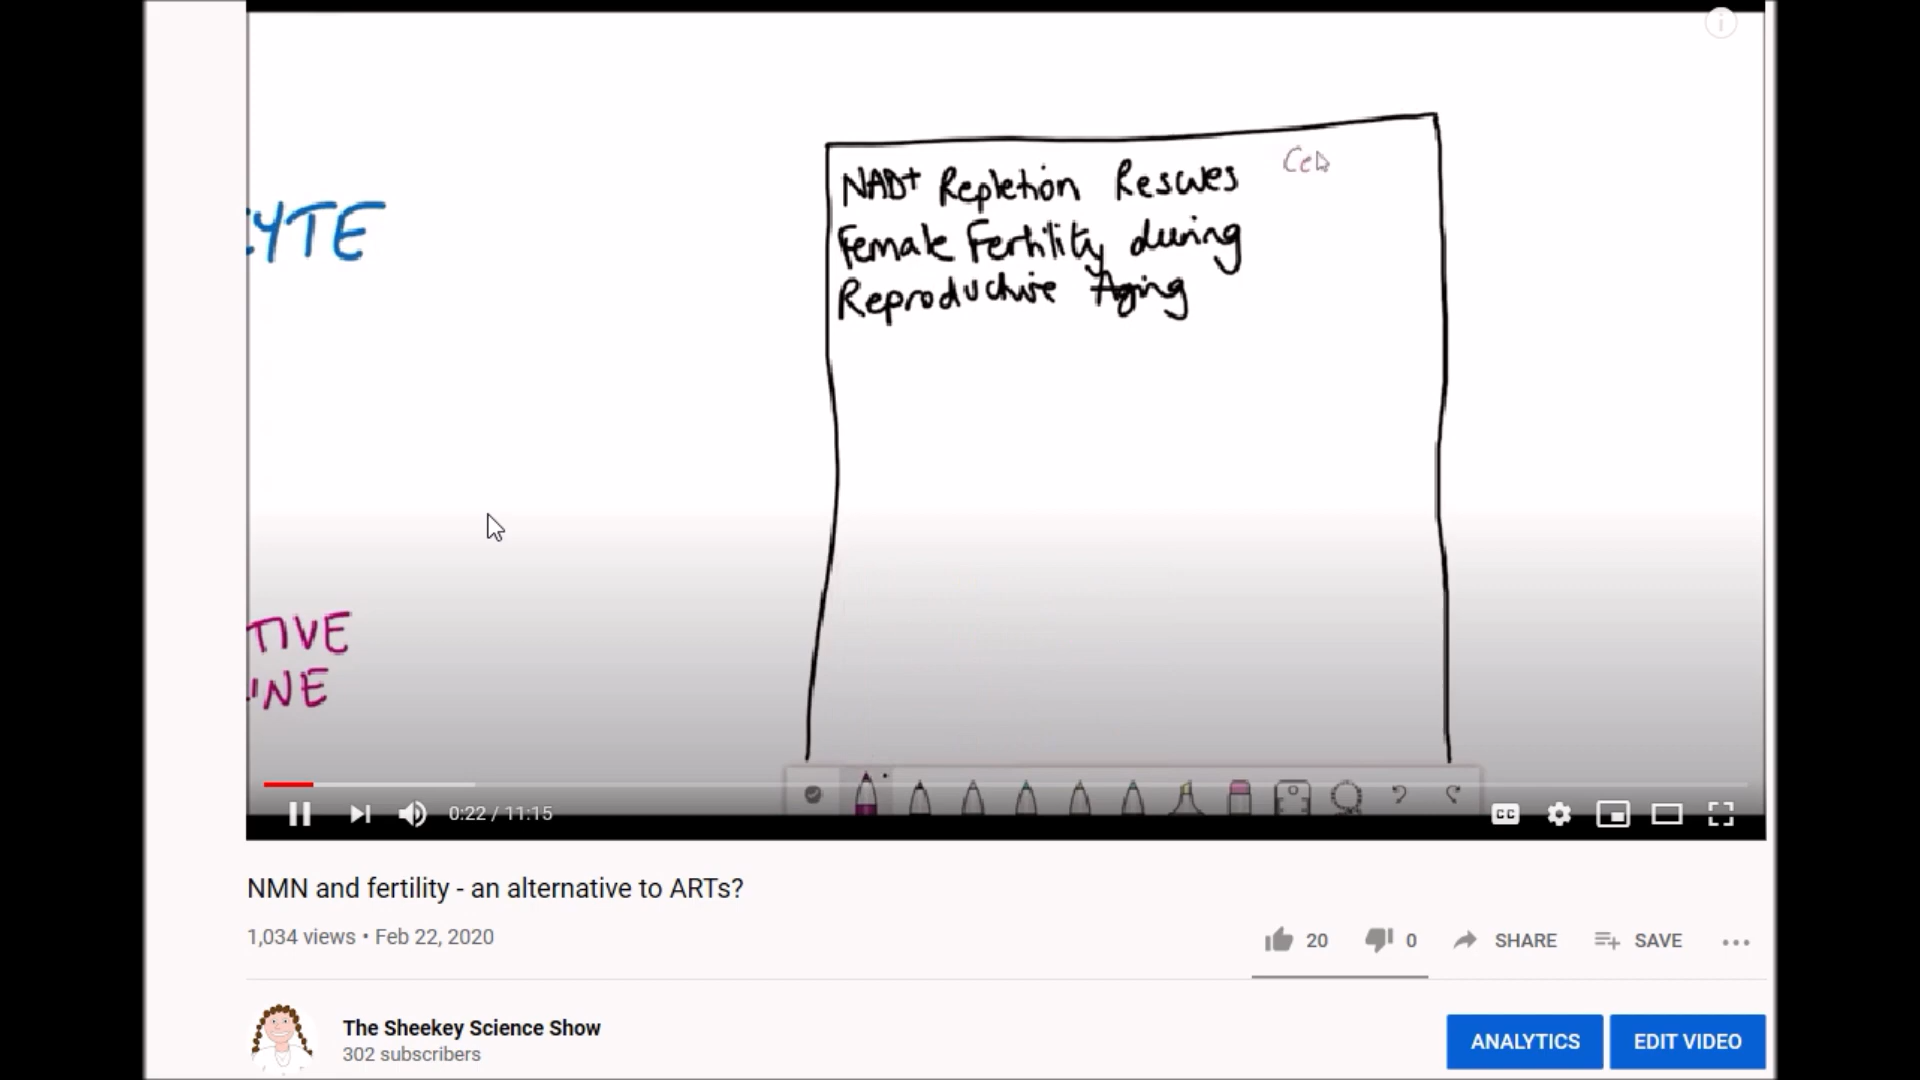 Cel
NAD+ Repletion Rescues
Female Fertility during
Reproductive Aging
YTE
TIVE
INE
0:22 / 11:15
CC
NMN and fertility - an alternative to ARTs?
1,034 views • Feb 22, 2020
20
0
SHARE
SAVE
The Sheekey Science Show
302 subscribers
ANALYTICS
EDIT VIDEO